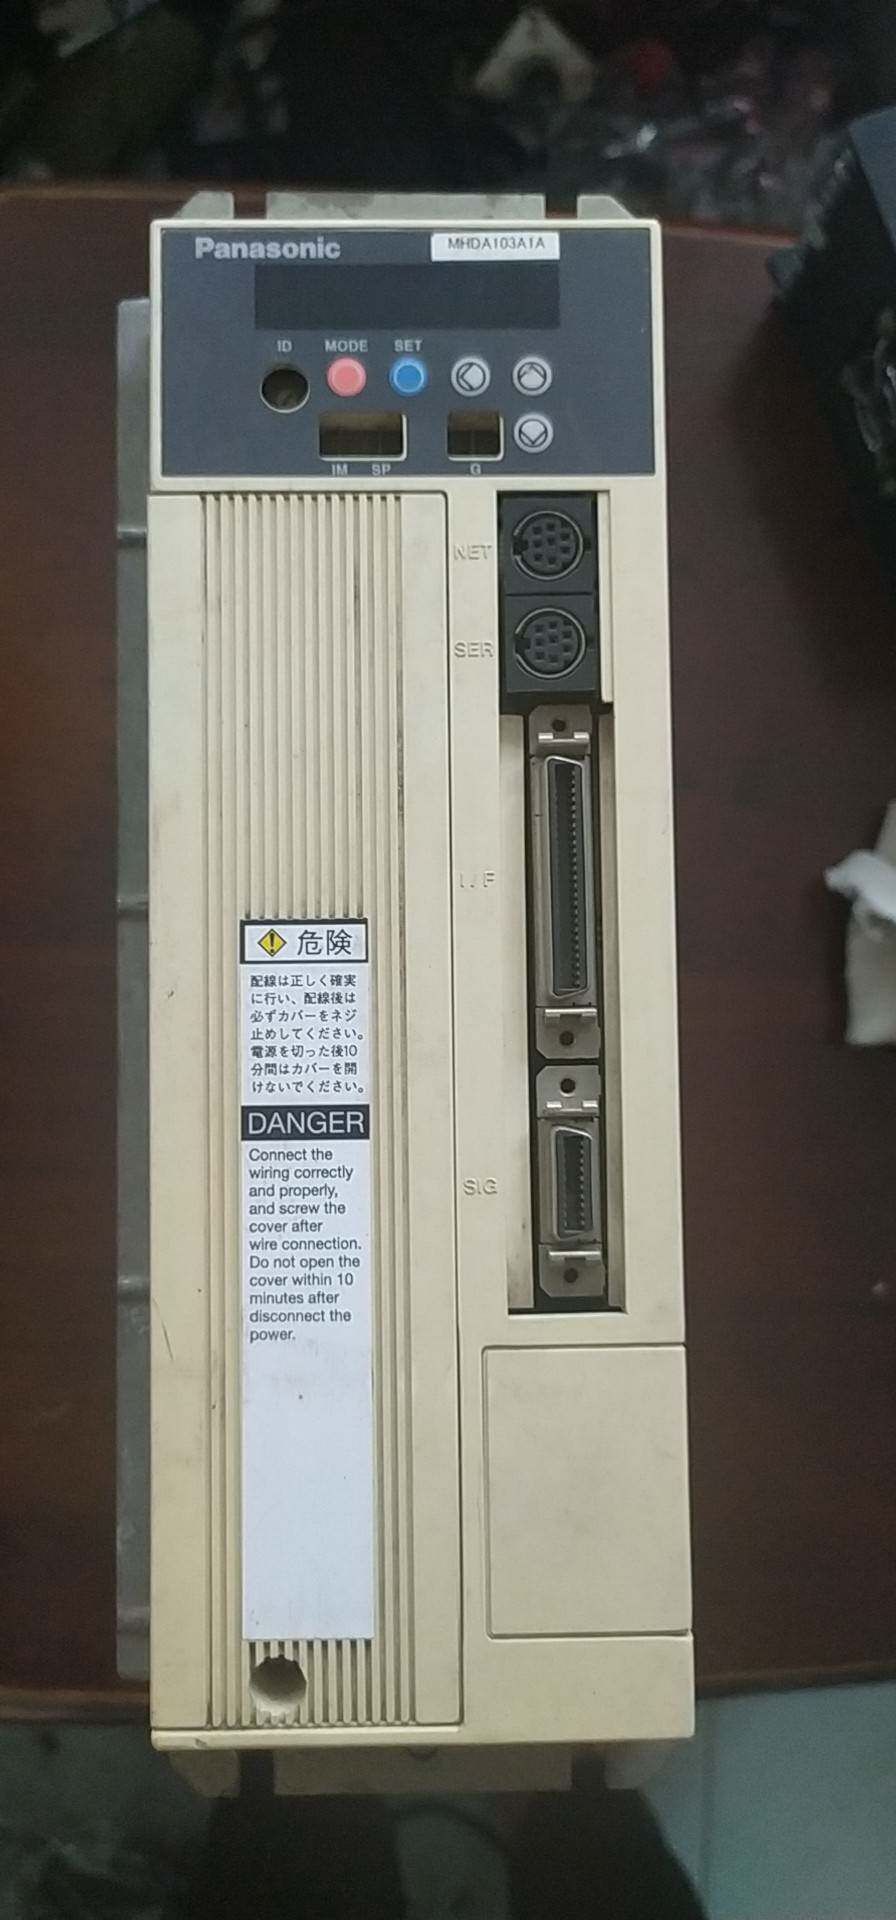 Panasonic
MHDA103A1A
ID
MODE
SET
IM
SP
G
NET
SER
I/F
SIG
危険
配線は正しく確実
に行い、配線後は
必ずカバーをネジ
止めしてください。
電源を切った後10
分間はカバーを開
けないでください。
DANGER
Connect the
wiring correctly
and properly,
and screw the
cover after
wire connection.
Do not open the
cover within 10
minutes after
disconnect the
power.